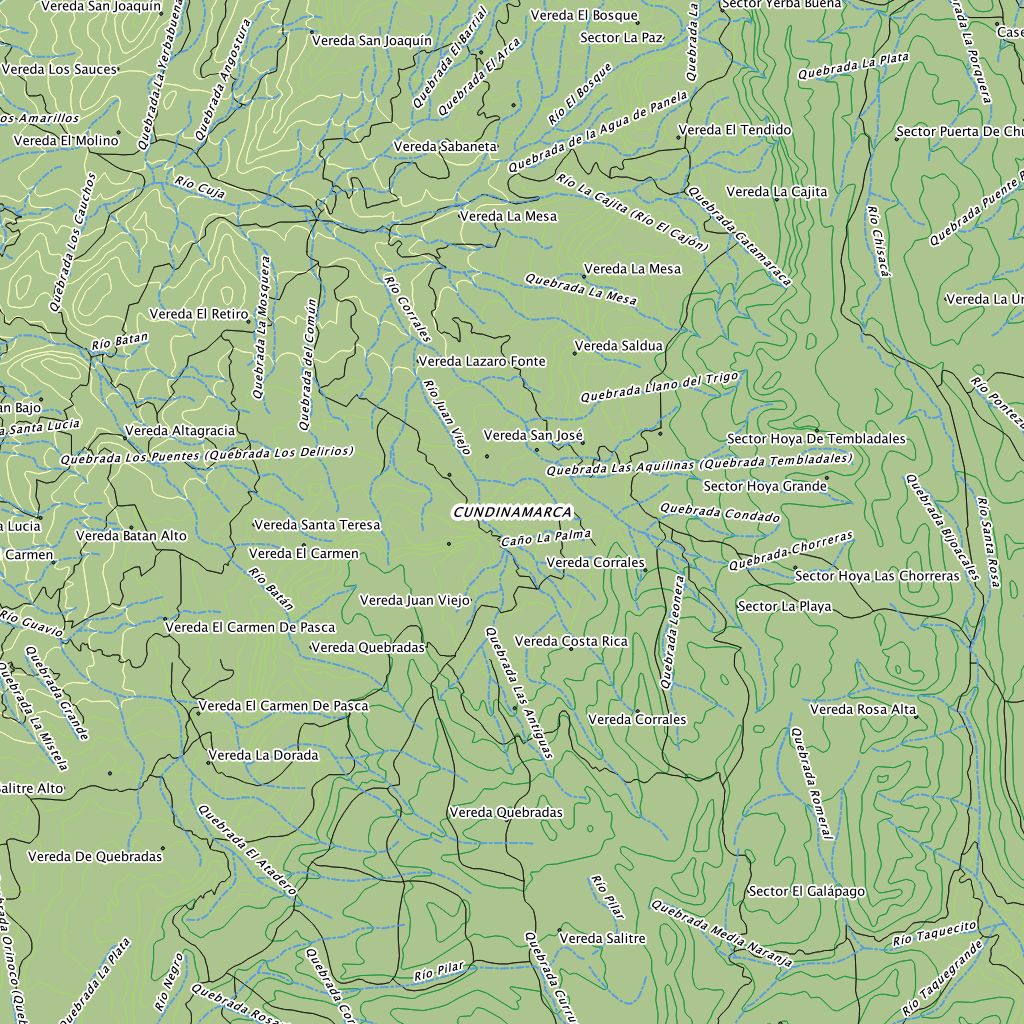 Vereda San Joaquín
Vereda El Bosque
Sector Yerba Buena
Vereda San Joaquín
Sector La Paz
Quebrada La Yerbabuena
Quebrada Angostura
Quebrada El Barrial
Quebrada El Arca
Río El Bosque
Quebrada La
Quebrada La Plata
Vereda Los Sauces
os-Amarillos
Vereda El Molino
Vereda Sabaneta
Quebrada de la Agua de Panela
Vereda El Tendido
Sector Puerta De
Río Cuja
Quebrada Los Cauchos
Vereda La Mesa
Río La Cajita (Río El Cajón)
Vereda La Cajita
Quebrada Gatamaraca
Río Chisacá
Quebrada Puente
Vereda La Mesa
Quebrada La Mesa
Quebrada La Mosquera
Quebrada del Común
Río Corrales
Vereda El Retiro
Río Batan
Vereda Saldua
Vereda Lazaro Fonte
Río Juan Viejo
Quebrada Llano del Trigo
an Bajo
a Santa Lucia
Vereda Altagracia
Vereda San José
Sector Hoya De Tembladales
Quebrada Los Puentes (Quebrada Los Delirios)
Quebrada Las Aquilinas (Quebrada Tembladales)
Sector Hoya Grande
CUNDINAMARCA
Quebrada Condado
Quebrada Bijoacales
Río Santa Rosa
a Lucia
Vereda Santa Teresa
Vereda Batan Alto
Caño La Palma
Quebrada Chorreras
Carmen
Vereda El Carmen
Vereda Corrales
Sector Hoya Las Chorreras
Río Batán
Vereda Juan Viejo
Sector La Playa
Quebrada Leonera
Río Guavio
Vereda El Carmen De Pasca
Vereda Quebradas
Vereda Costa Rica
Quebrada Las Antiguas
Quebrada Grande
Quebrada La Mistela
Vereda El Carmen De Pasca
Vereda Corrales
Vereda Rosa Alta
Quebrada Romeral
Vereda La Dorada
Salitre Alto
Quebrada El Atadero
Vereda Quebradas
Vereda De Quebradas
Sector El Galápago
Río Pilar
Quebrada Media Naranja
Vereda Salitre
Río Taquecito
Río Taquegrande
Río Pilar
Quebrada La Plata
Río Negro